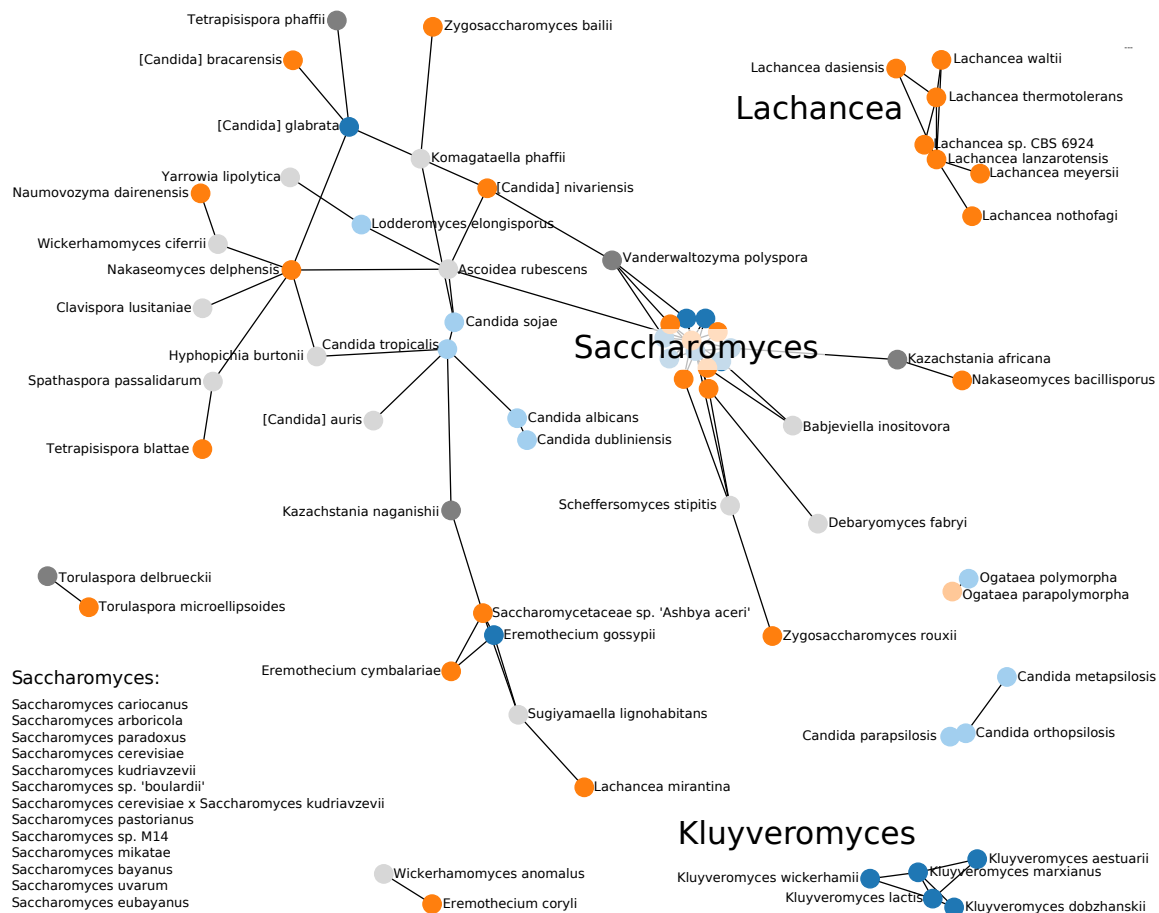 Tetrapisispora phaffii
Zygosaccharomyces bailii
[Candida] bracarensis
Lachancea waltii
Lachancea dasiensis
Lachancea thermotolerans
Lachancea
[Candida] glabrata
Lachancea sp. CBS 6924
Komagataella phaffii
Lachancea lanzarotensis
Lachancea meyersii
Yarrowia lipolytica
[Candida] nivariensis
Naumovozyma dairenensis
Lachancea nothofagi
Lodderomyces elongisporus
Wickerhamomyces ciferrii
Vanderwaltozyma polyspora
Nakaseomyces delphensis
Ascoidea rubescens
Clavispora lusitaniae
Candida sojae
Candida tropicalis
Saccharomyces
Hyphopichia burtonii
Kazachstania africana
Spathaspora passalidarum
Nakaseomyces bacillisporus
[Candida] auris
Candida albicans
Babjeviella inositovora
Candida dubliniensis
Tetrapisispora blattae
Scheffersomyces stipitis
Kazachstania naganishii
Debaryomyces fabryi
Torulaspora delbrueckii
Ogataea polymorpha
Ogataea parapolymorpha
Torulaspora microellipsoides
Saccharomycetaceae sp. 'Ashbya aceri'
Eremothecium gossypii
Zygosaccharomyces rouxii
Eremothecium cymbalariae
Candida metapsilosis
Sugiyamaella lignohabitans
Candida parapsilosis
Candida orthopsilosis
Lachancea mirantina
Saccharomyces:
Saccharomyces cariocanus
Saccharomyces arboricola
Saccharomyces paradoxus
Saccharomyces cerevisiae
Saccharomyces kudriavzevii
Saccharomyces sp. 'boulardii'
Saccharomyces cerevisiae x Saccharomyces kudriavzevii
Saccharomyces pastorianus
Saccharomyces sp. M14
Saccharomyces mikatae
Saccharomyces bayanus
Saccharomyces uvarum
Saccharomyces eubayanus
Wickerhamomyces anomalus
Eremothecium coryli
Kluyveromyces
Kluyveromyces aestuarii
Kluyveromyces marxianus
Kluyveromyces wickerhamii
Kluyveromyces lactis
Kluyveromyces dobzhanskii